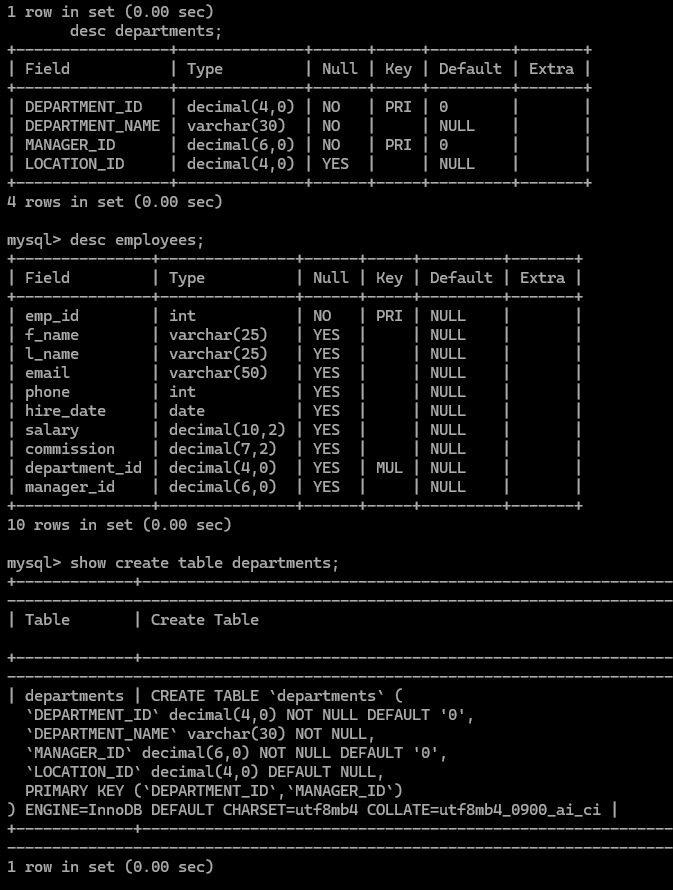 1 row in set (0.00 sec)
       desc departments;
+-----------------+--------------+------+-----+---------+-------+
| Field           | Type         | Null | Key | Default | Extra |
+-----------------+--------------+------+-----+---------+-------+
| DEPARTMENT_ID   | decimal(4,0) | NO   | PRI | 0       |       |
| DEPARTMENT_NAME | varchar(30)  | NO   |     | NULL    |       |
| MANAGER_ID      | decimal(6,0) | NO   | PRI | 0       |       |
| LOCATION_ID     | decimal(4,0) | YES  |     | NULL    |       |
+-----------------+--------------+------+-----+---------+-------+
4 rows in set (0.00 sec)

mysql> desc employees;
+---------------+---------------+------+-----+---------+-------+
| Field         | Type          | Null | Key | Default | Extra |
+---------------+---------------+------+-----+---------+-------+
| emp_id        | int           | NO   | PRI | NULL    |       |
| f_name        | varchar(25)   | YES  |     | NULL    |       |
| l_name        | varchar(25)   | YES  |     | NULL    |       |
| email         | varchar(50)   | YES  |     | NULL    |       |
| phone         | int           | YES  |     | NULL    |       |
| hire_date     | date          | YES  |     | NULL    |       |
| salary        | decimal(10,2) | YES  |     | NULL    |       |
| commission    | decimal(7,2)  | YES  |     | NULL    |       |
| department_id | decimal(4,0)  | YES  | MUL | NULL    |       |
| manager_id    | decimal(6,0)  | YES  |     | NULL    |       |
+---------------+---------------+------+-----+---------+-------+
10 rows in set (0.00 sec)

mysql> show create table departments;
+-------------+-----------------------------------------------------------
--------------------------------------------------------------------------
| Table       | Create Table

+-------------+-----------------------------------------------------------
--------------------------------------------------------------------------
| departments | CREATE TABLE `departments` (
  `DEPARTMENT_ID` decimal(4,0) NOT NULL DEFAULT '0',
  `DEPARTMENT_NAME` varchar(30) NOT NULL,
  `MANAGER_ID` decimal(6,0) NOT NULL DEFAULT '0',
  `LOCATION_ID` decimal(4,0) DEFAULT NULL,
  PRIMARY KEY (`DEPARTMENT_ID`,`MANAGER_ID`)
) ENGINE=InnoDB DEFAULT CHARSET=utf8mb4 COLLATE=utf8mb4_0900_ai_ci |
+-------------+-----------------------------------------------------------
--------------------------------------------------------------------------
1 row in set (0.00 sec)